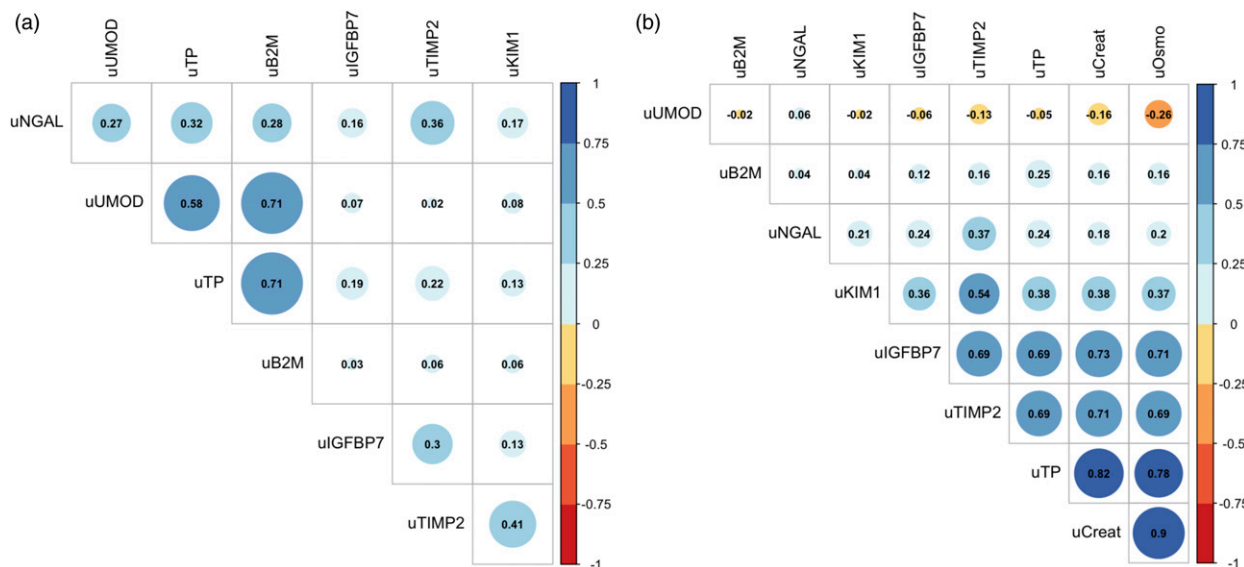 (a)
uUMOD uTP uB2M uIGFBP7 uTIMP2 uKIM1
uNGAL 0.27 0.32 0.28 0.16 0.36 0.17
uUMOD 0.58 0.71 0.07 0.02 0.08
uTP 0.71 0.19 0.22 0.13
uB2M 0.03 0.06 0.06
uIGFBP7 0.3 0.13
uTIMP2 0.41
1
0.75
0.5
0.25
0
-0.25
-0.5
-0.75
-1
(b)
uB2M uNGAL uKIM1 uIGFBP7 uTIMP2 uTP uCreat uOsmo
uUMOD -0.02 0.06 -0.02 -0.06 -0.13 -0.05 -0.16 -0.26
uB2M 0.04 0.04 0.12 0.16 0.25 0.16 0.16
uNGAL 0.21 0.24 0.37 0.24 0.18 0.2
uKIM1 0.36 0.54 0.38 0.38 0.37
uIGFBP7 0.69 0.69 0.73 0.71
uTIMP2 0.69 0.71 0.69
uTP 0.82 0.78
uCreat 0.9
1
0.75
0.5
0.25
0
-0.25
-0.5
-0.75
-1